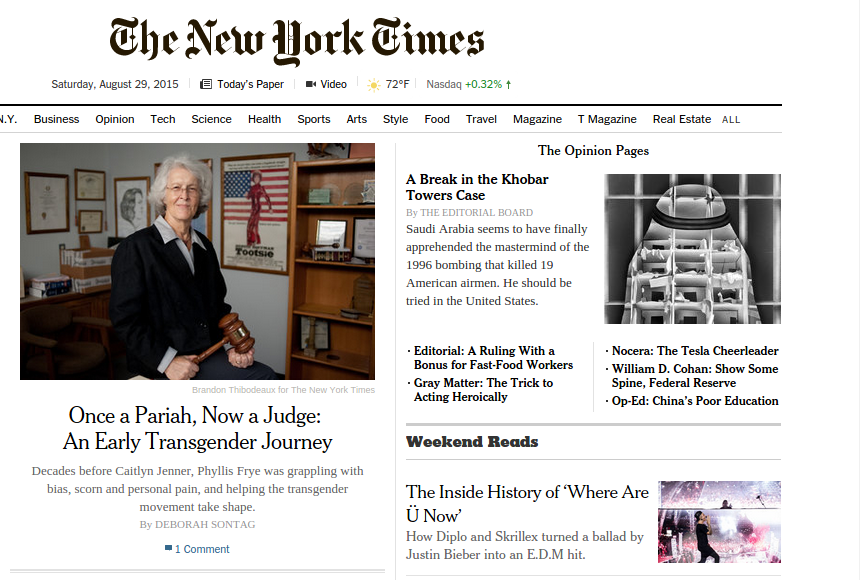 The New York Times
Saturday, August 29, 2015
Today's Paper
Video
72°F
Nasdaq +0.32% ↑
N.Y.
Business
Opinion
Tech
Science
Health
Sports
Arts
Style
Food
Travel
Magazine
T Magazine
Real Estate
ALL
Tootsie
Brandon Thibodeaux for The New York Times
Once a Pariah, Now a Judge:
An Early Transgender Journey
Decades before Caitlyn Jenner, Phyllis Frye was grappling with
bias, scorn and personal pain, and helping the transgender
movement take shape.
By DEBORAH SONTAG
1 Comment
The Opinion Pages
A Break in the Khobar
Towers Case
By THE EDITORIAL BOARD
Saudi Arabia seems to have finally
apprehended the mastermind of the
1996 bombing that killed 19
American airmen. He should be
tried in the United States.
· Editorial: A Ruling With a
Bonus for Fast-Food Workers
· Gray Matter: The Trick to
Acting Heroically
· Nocera: The Tesla Cheerleader
· William D. Cohan: Show Some
Spine, Federal Reserve
· Op-Ed: China's Poor Education
Weekend Reads
The Inside History of ‘Where Are
Ü Now’
How Diplo and Skrillex turned a ballad by
Justin Bieber into an E.D.M hit.